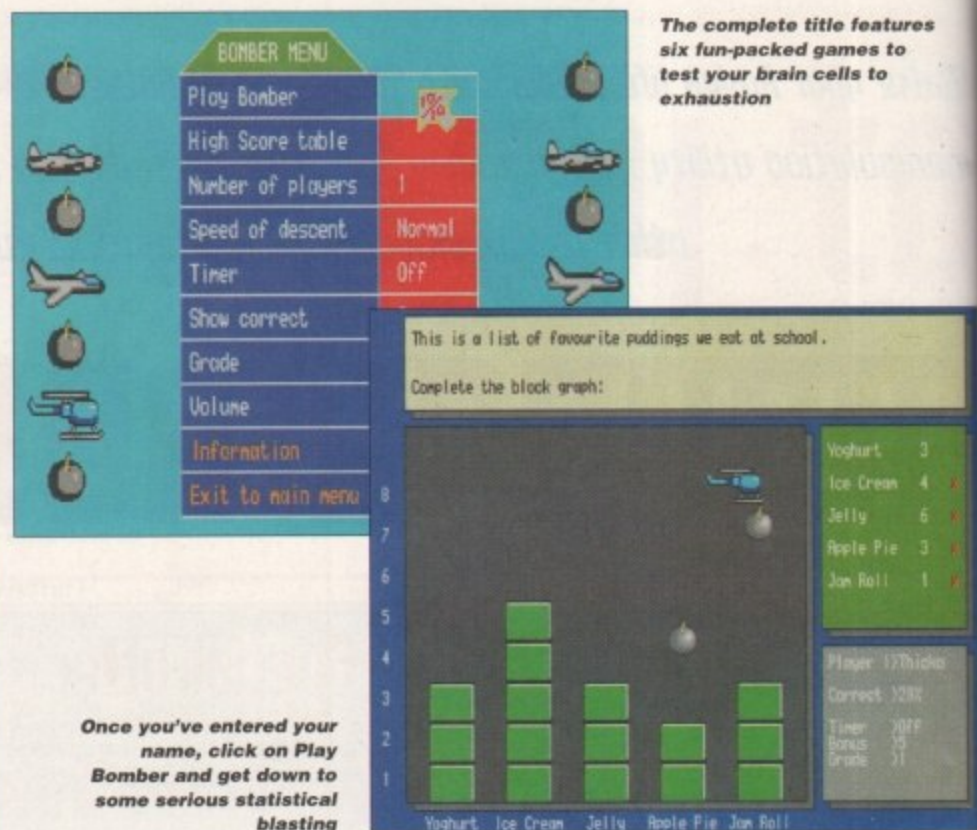 The complete title features
six fun-packed games to
test your brain cells to
exhaustion
BOMBER MENU
Play Bomber
High Score table
Number of players 1
Speed of descent Normal
Timer Off
Show correct
Grade
Volume
Information
Exit to main menu
This is a list of favourite puddings we eat at school.
Complete the block graph:
Yoghurt 3
Ice Cream 4 X
Jelly 6 X
Apple Pie 3 X
Jam Roll 1 X
8
7
6
5
4
3
2
1
Yoghurt Ice Cream Jelly Apple Pie Jam Roll
Player 1>Thicko
Correct >20%
Timer >Off
Bonus >5
Grade >1
Once you've entered your
name, click on Play
Bomber and get down to
some serious statistical
blasting